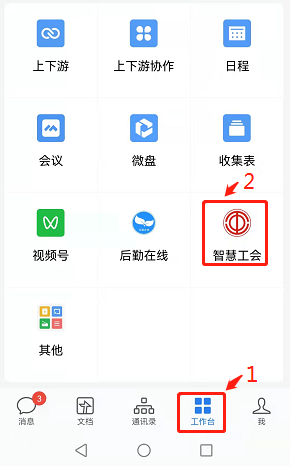 上下游
上下游协作
日程
会议
微盘
收集表
2
视频号
后勤在线
智慧工会
其他
1
3
消息
文档
通讯录
工作台
我